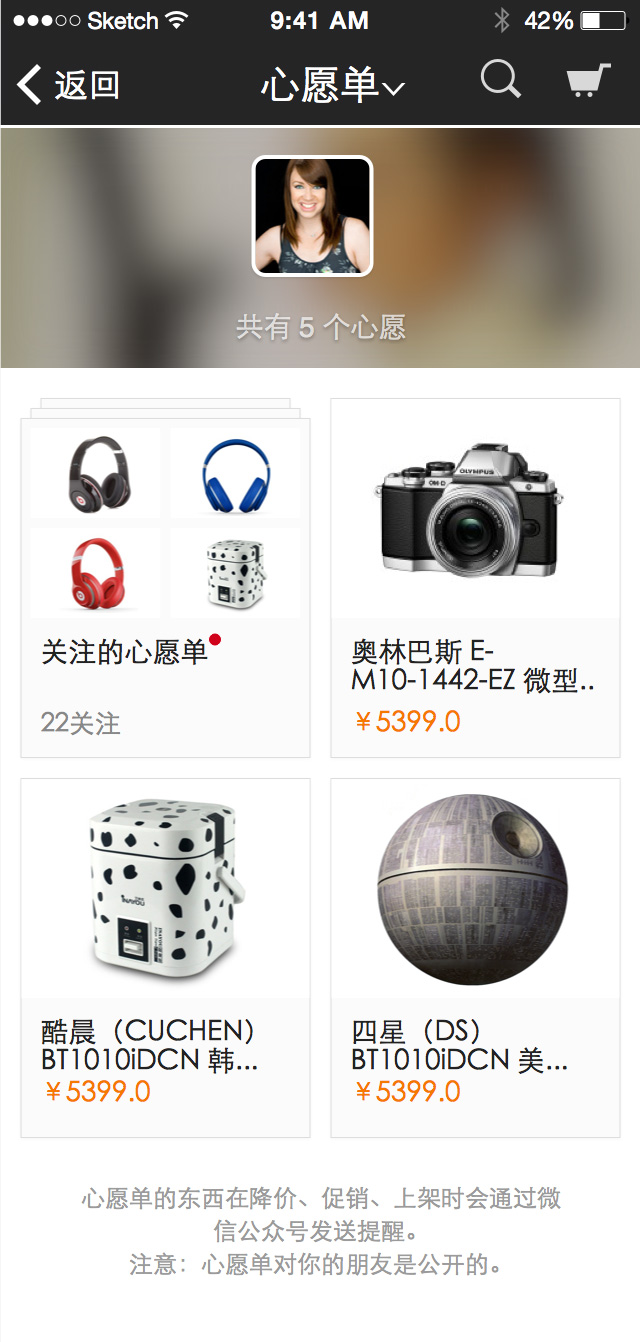 Sketch 9:41 AM 42%
返回 心愿单
共有 5 个心愿
OLYMPUS
OM-D
关注的心愿单
22关注
奥林巴斯 E-
M10-1442-EZ 微型..
￥5399.0
酷晨（CUCHEN）
BT1010iDCN 韩...
￥5399.0
四星（DS）
BT1010iDCN 美...
￥5399.0
心愿单的东西在降价、促销、上架时会通过微
信公众号发送提醒。
注意：心愿单对你的朋友是公开的。